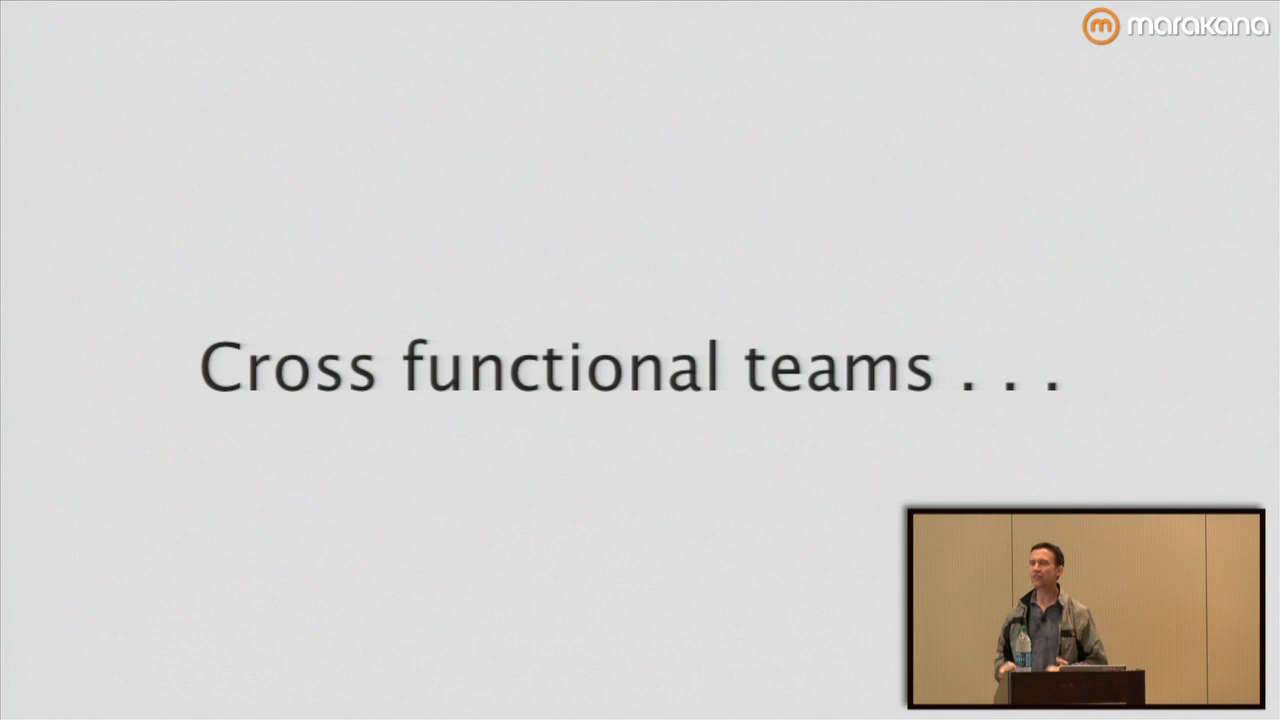 marakana
Cross functional teams . . .